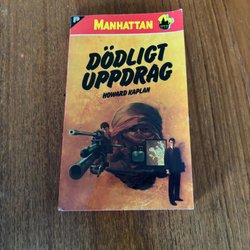 P
MANHATTAN
DÖDLIGT
UPPDRAG
HOWARD KAPLAN